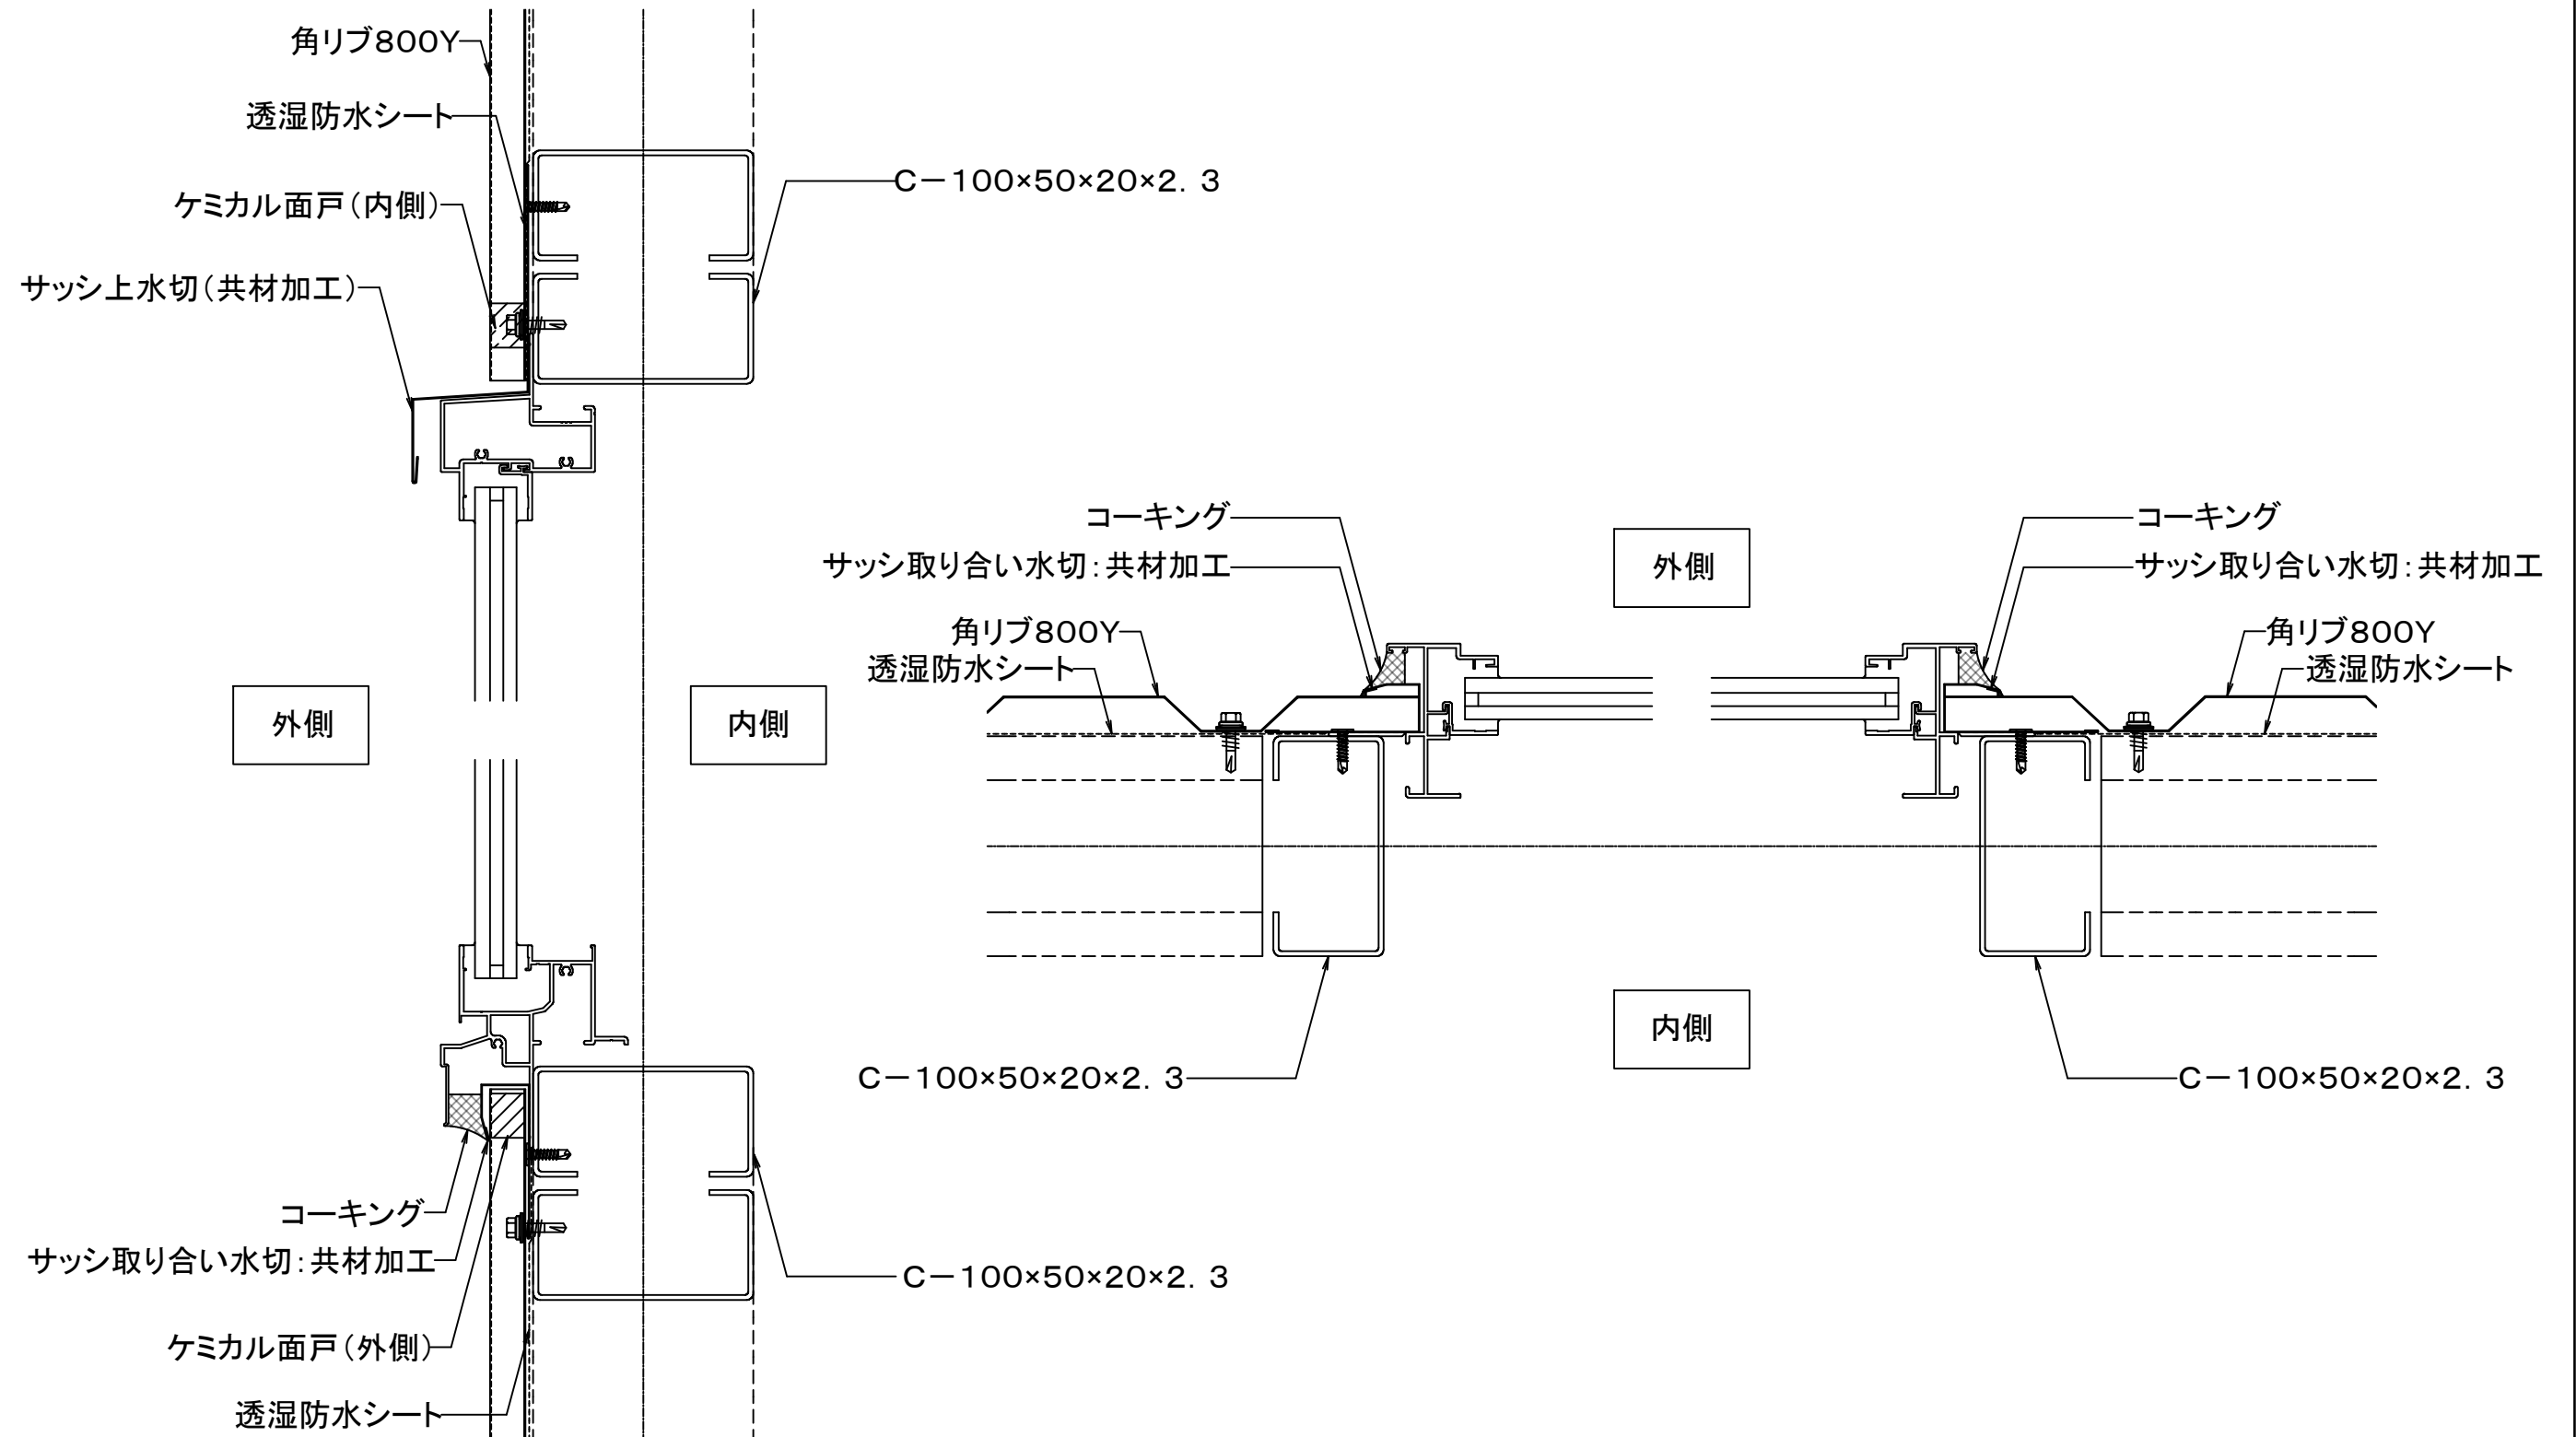 角リブ800Y
透湿防水シート
ケミカル面戸(内側)
サッシ上水切(共材加工)
C-100×50×20×2.3
外側
内側
コーキング
サッシ取り合い水切:共材加工
ケミカル面戸(外側)
透湿防水シート
C-100×50×20×2.3
コーキング
サッシ取り合い水切:共材加工
角リブ800Y
透湿防水シート
外側
コーキング
サッシ取り合い水切:共材加工
角リブ800Y
透湿防水シート
内側
C-100×50×20×2.3
C-100×50×20×2.3